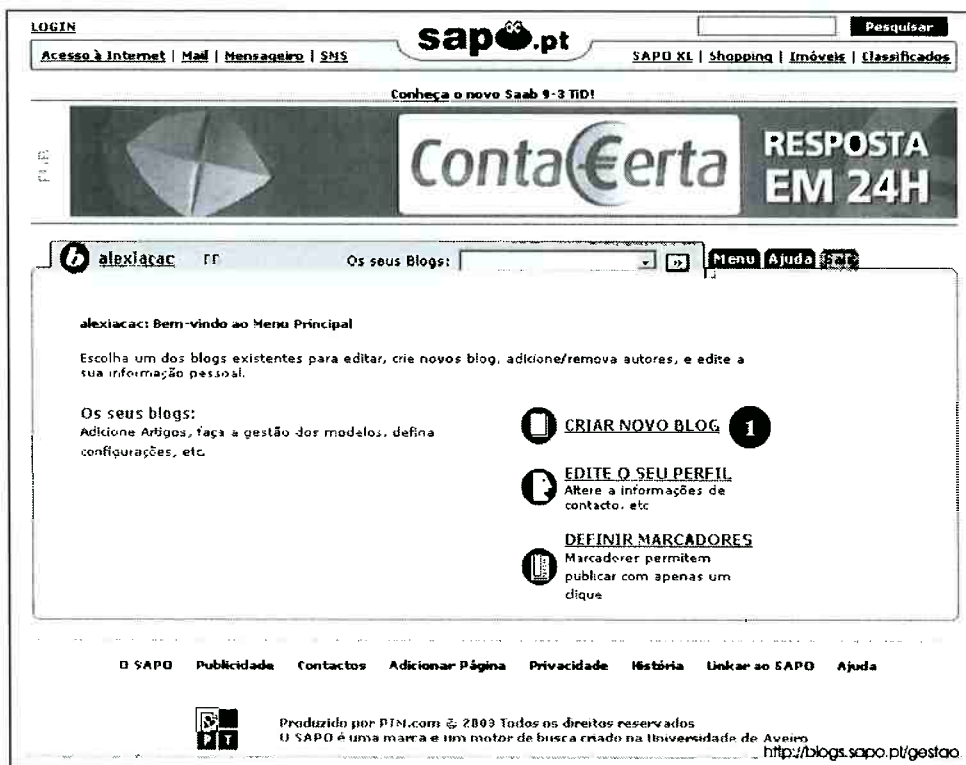 LOGIN
sapo.pt
Pesquisar
Acesso à Internet | Mail | Mensageiro | SMS
SAPO XL | Shopping | Imóveis | Classificados
Conheça o novo Saab 9-3 TiD!
PUB
Conta€Certa
RESPOSTA
EM 24H
b alexiacac
Os seus Blogs:
»
Menu Ajuda Sair
alexiacac: Bem-vindo ao Menu Principal
Escolha um dos blogs existentes para editar, crie novos blog, adicione/remova autores, e edite a
sua informação pessoal.
Os seus blogs:
Adicione Artigos, faça a gestão dos modelos, defina
configurações, etc.
CRIAR NOVO BLOG 1
EDITE O SEU PERFIL
Altere a informações de
contacto, etc
DEFINIR MARCADORES
Marcadores permitem
publicar com apenas um
clique
O SAPO Publicidade Contactos Adicionar Página Privacidade História Linkar ao SAPO Ajuda
PT
Produzido por PTM.com © 2003 Todos os direitos reservados
O SAPO é uma marca e um motor de busca criado na Universidade de Aveiro
http://blogs.sapo.pt/gestao